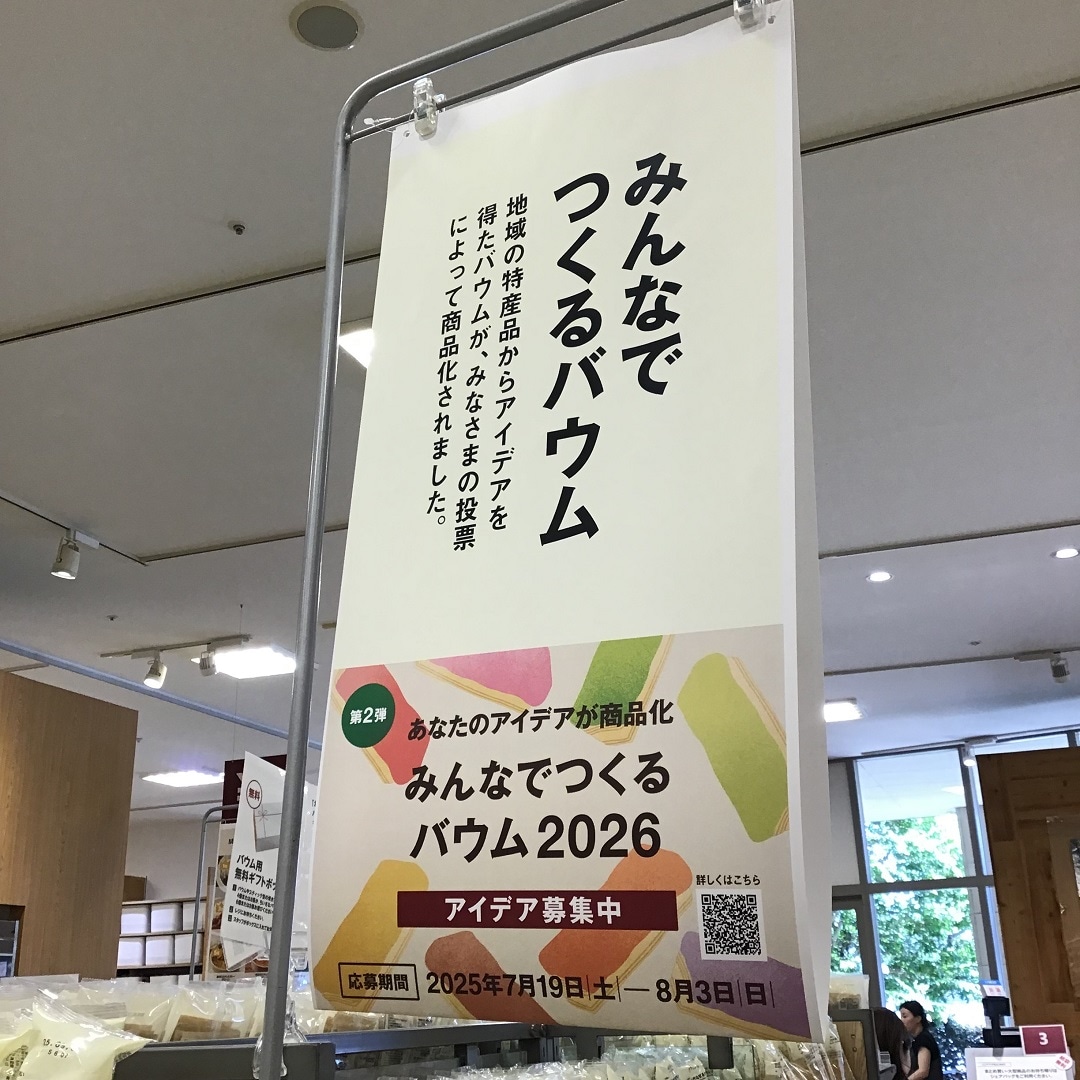 みんなで
つくるバウム
地域の特産品からアイデアを
得たバウムが、みなさまの投票
によって商品化されました。
第2弾
あなたのアイデアが商品化
みんなでつくる
バウム2026
アイデア募集中
詳しくはこちら
応募期間 2025年7月19日|土|—8月3日|日|
無料
バウム用
無料ギフトボッ
3